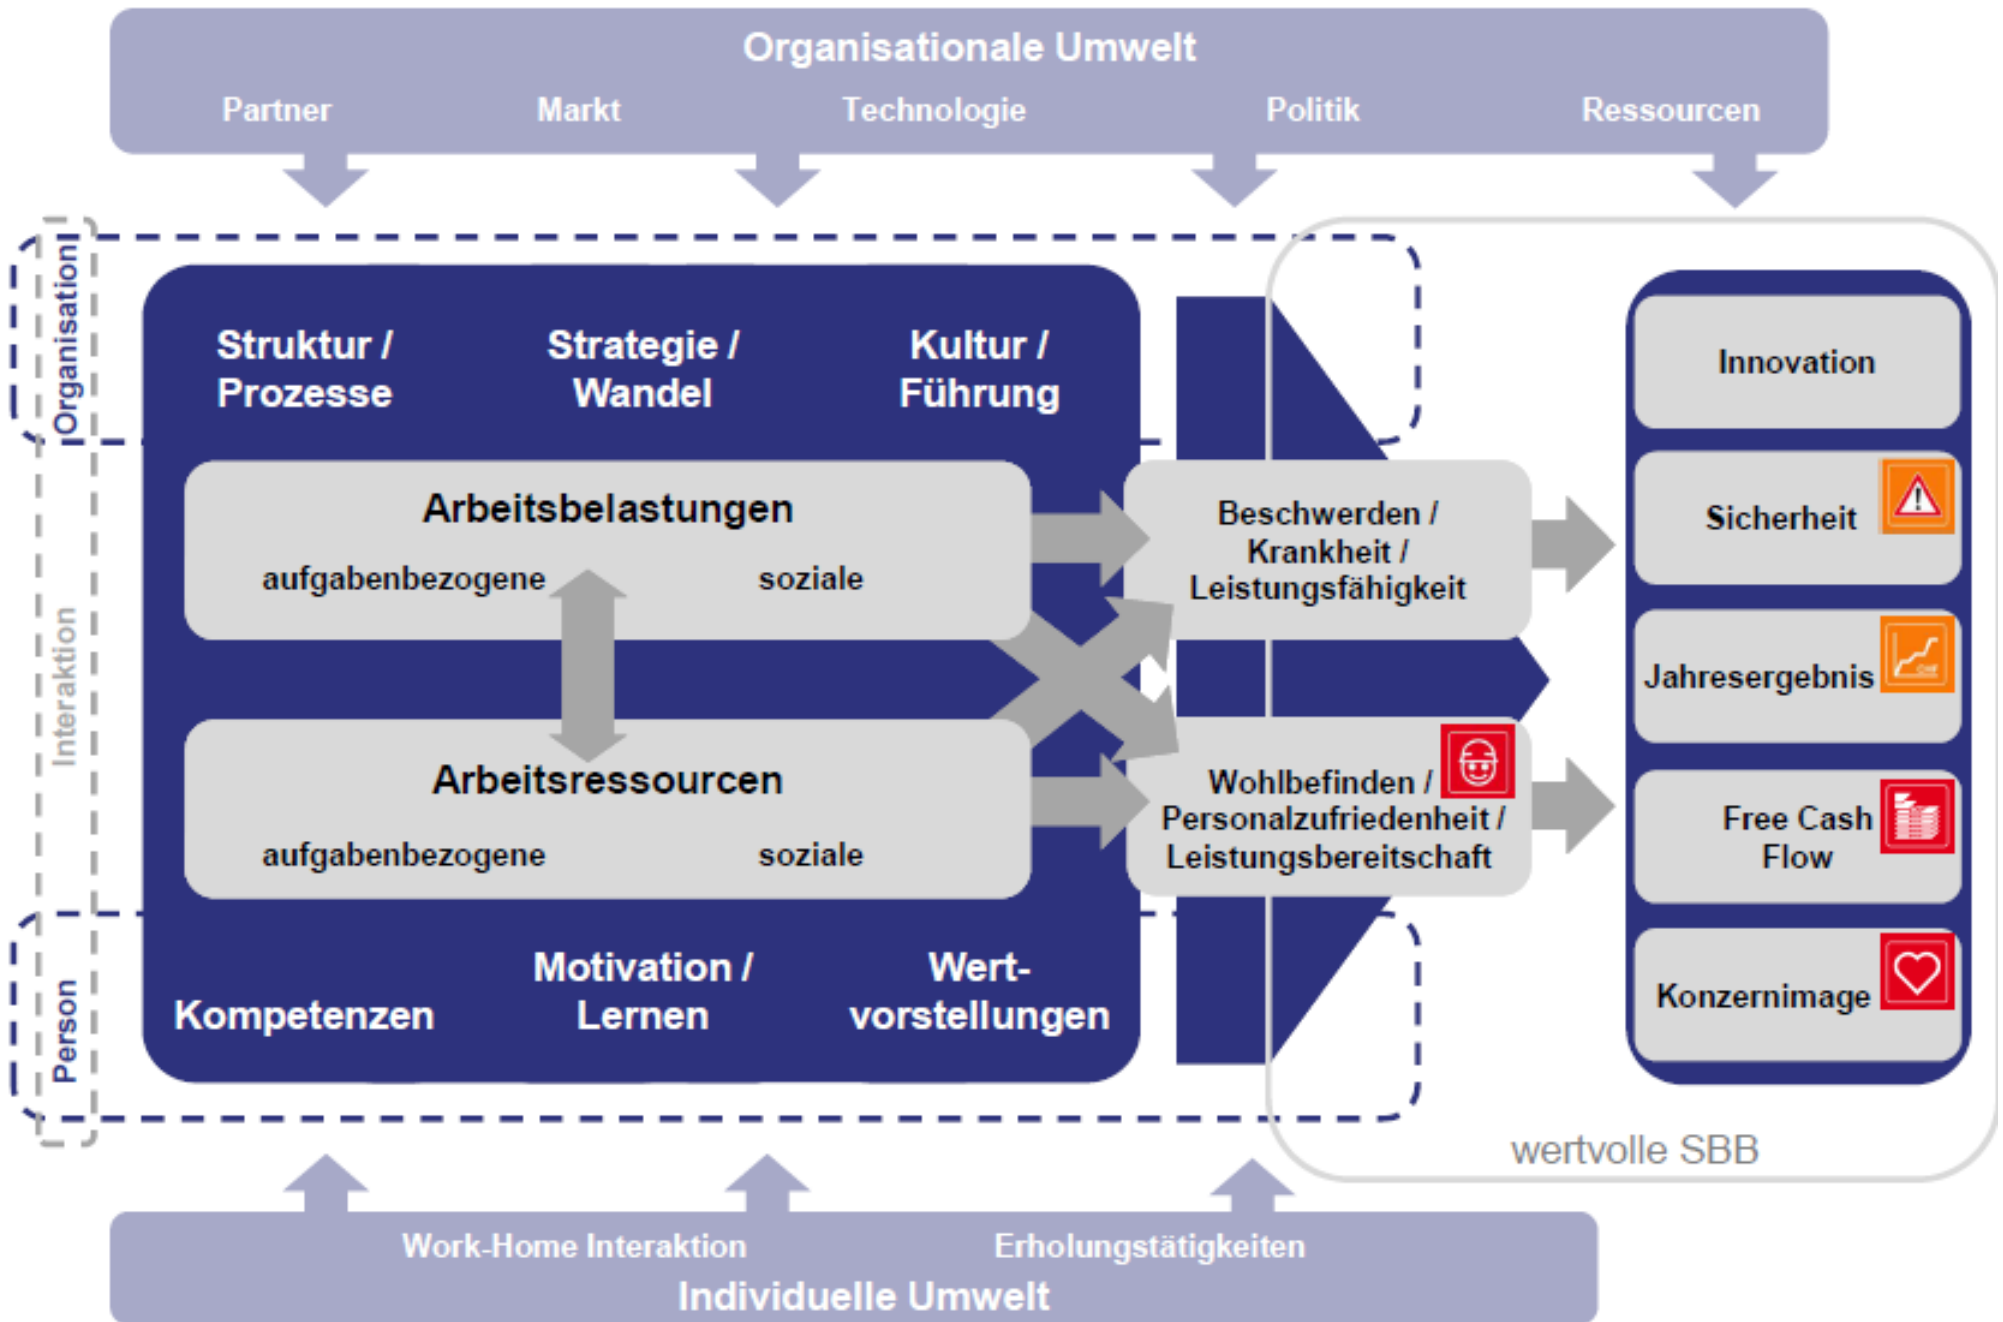 Organisationale Umwelt
Partner Markt Technologie Politik Ressourcen
Organisation
Interaktion
Person
Struktur /
Prozesse
Strategie /
Wandel
Kultur /
Führung
Arbeitsbelastungen
aufgabenbezogene soziale
Arbeitsressourcen
aufgabenbezogene soziale
Kompetenzen
Motivation /
Lernen
Wert-
vorstellungen
Beschwerden /
Krankheit /
Leistungsfähigkeit
Wohlbefinden /
Personalzufriedenheit /
Leistungsbereitschaft
Innovation
Sicherheit
Jahresergebnis
Free Cash
Flow
Konzernimage
wertvolle SBB
Work-Home Interaktion Erholungstätigkeiten
Individuelle Umwelt